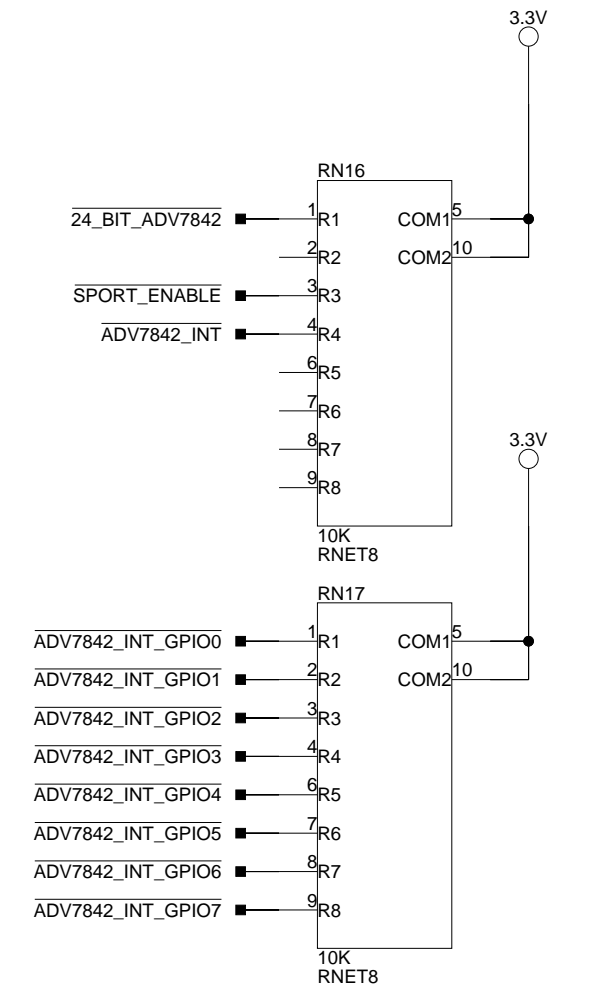 3.3V
RN16
24_BIT_ADV7842 1 R1 COM1 5
2 R2 COM2 10
SPORT_ENABLE 3 R3
ADV7842_INT 4 R4
6 R5
7 R6
8 R7
9 R8
10K
RNET8
3.3V
RN17
ADV7842_INT_GPIO0 1 R1 COM1 5
ADV7842_INT_GPIO1 2 R2 COM2 10
ADV7842_INT_GPIO2 3 R3
ADV7842_INT_GPIO3 4 R4
ADV7842_INT_GPIO4 6 R5
ADV7842_INT_GPIO5 7 R6
ADV7842_INT_GPIO6 8 R7
ADV7842_INT_GPIO7 9 R8
10K
RNET8